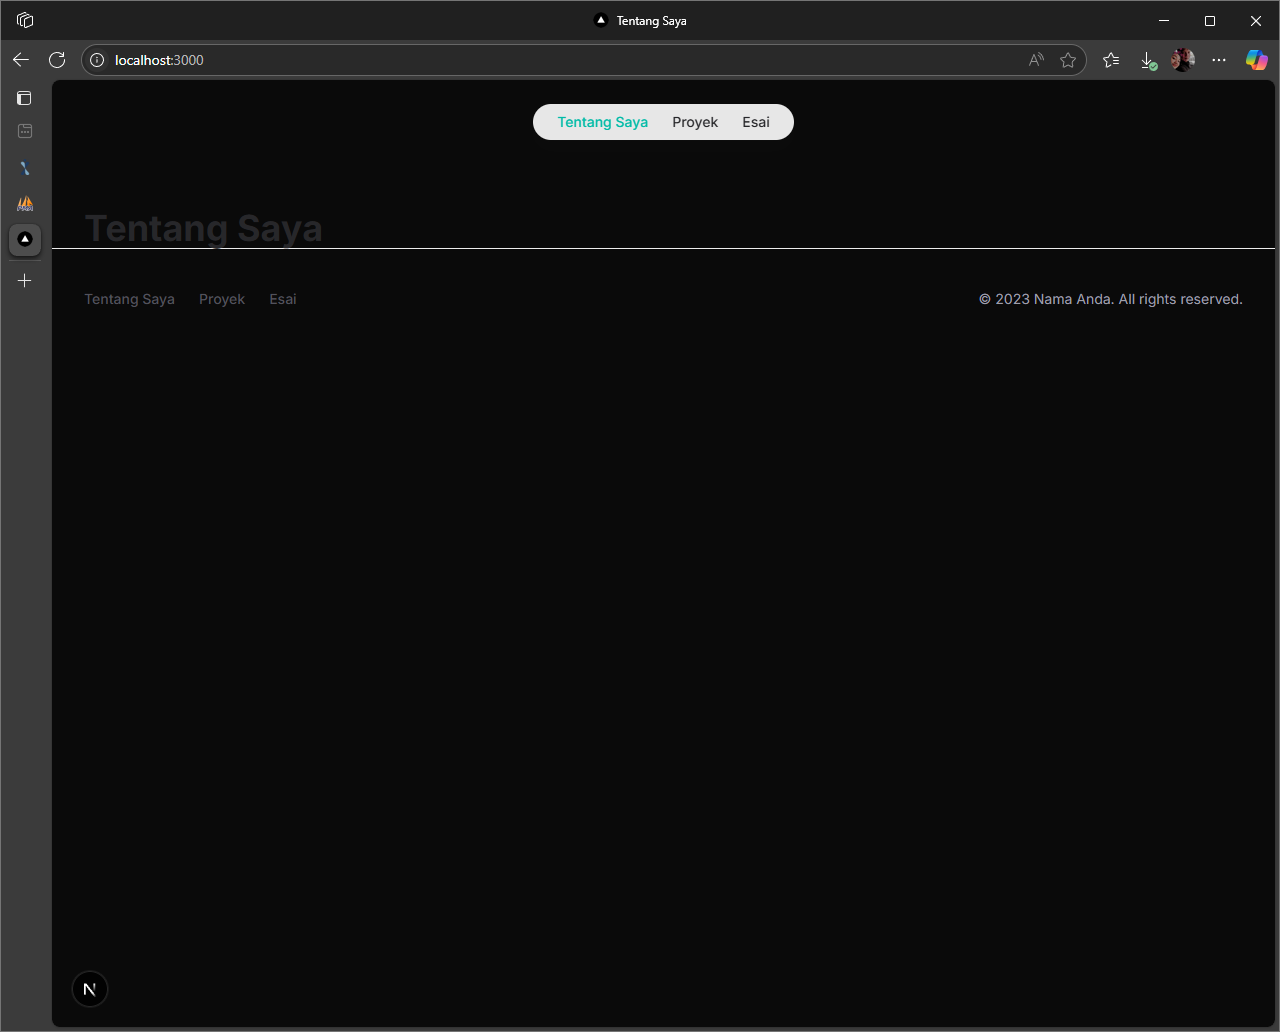 Tentang Saya
localhost:3000
Tentang Saya Proyek Esai
Tentang Saya
Tentang Saya Proyek Esai © 2023 Nama Anda. All rights reserved.
N